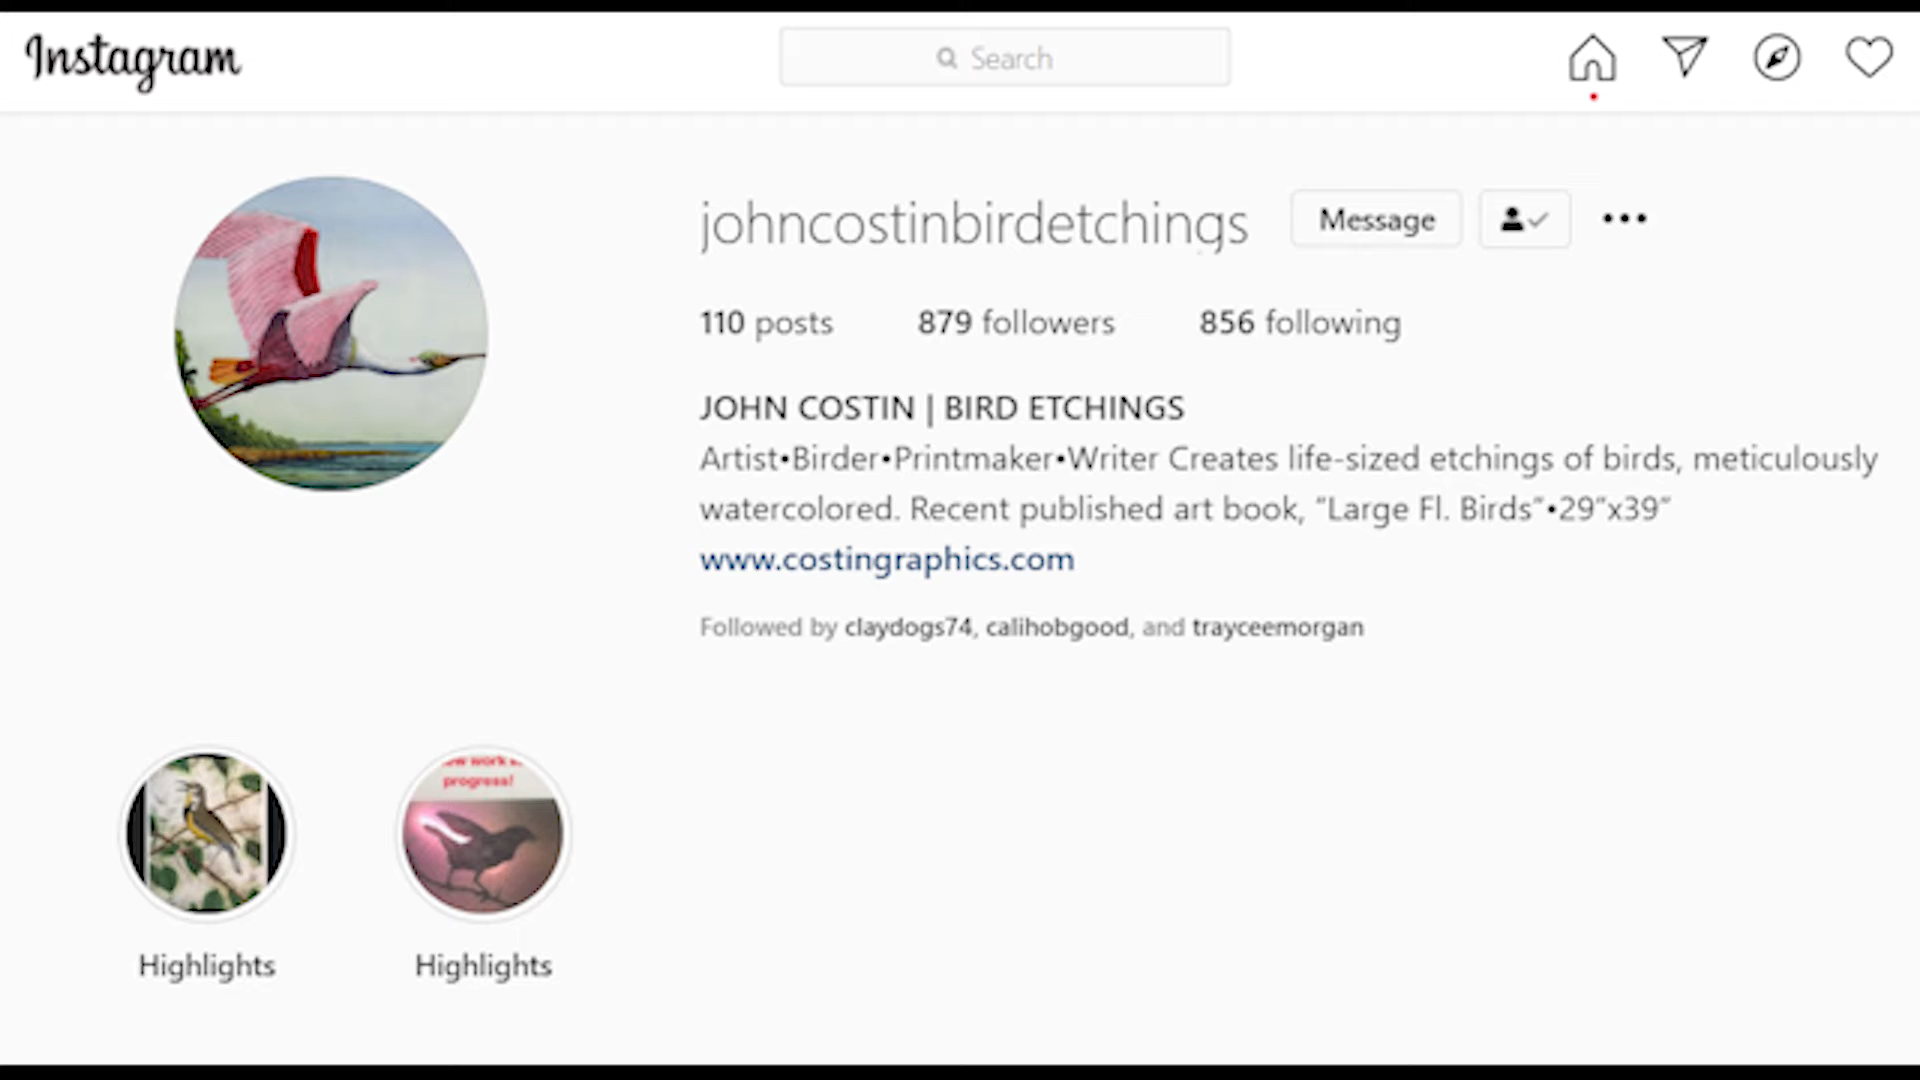 Instagram
Search
johncostinbirdetchings
Message
110 posts 879 followers 856 following
JOHN COSTIN | BIRD ETCHINGS
Artist•Birder•Printmaker•Writer Creates life-sized etchings of birds, meticulously
watercolored. Recent published art book, “Large Fl. Birds”•29”x39”
www.costingraphics.com
Followed by claydogs74, calihobgood, and trayceemorgan
work
progress!
Highlights
Highlights